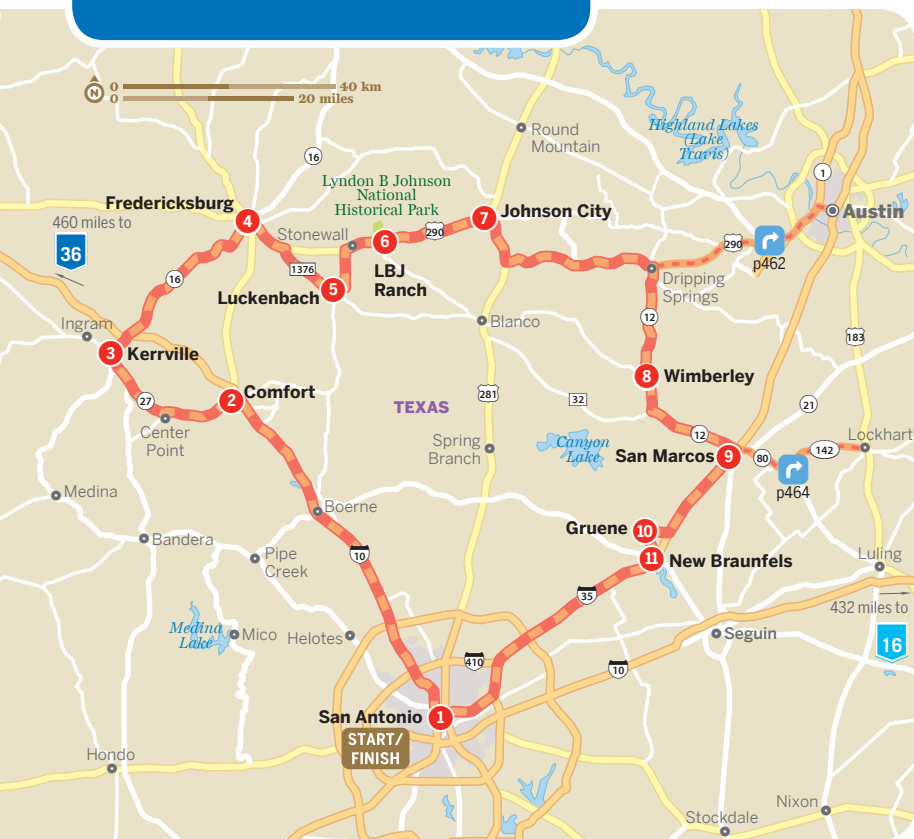 N
0
40 km
0
20 miles
16
Round
Mountain
Highland Lakes
(Lake
Travis)
1
Lyndon B Johnson
National
Historical Park
Fredericksburg
4
460 miles to
36
Stonewall
6
290
7
Johnson City
Austin
290
p462
16
1376
LBJ
Ranch
Luckenbach
5
Dripping
Springs
12
Blanco
183
Ingram
3
Kerrville
8
Wimberley
2
Comfort
27
Center
Point
TEXAS
281
32
21
Spring
Branch
Canyon
Lake
12
San Marcos
9
80
142
Lockhart
p464
Medina
Boerne
Bandera
Pipe
Creek
10
Gruene
10
11
New Braunfels
Luling
35
432 miles to
16
Medina
Lake
Mico
Helotes
410
10
Seguin
San Antonio
1
START/
FINISH
Hondo
Nixon
Stockdale